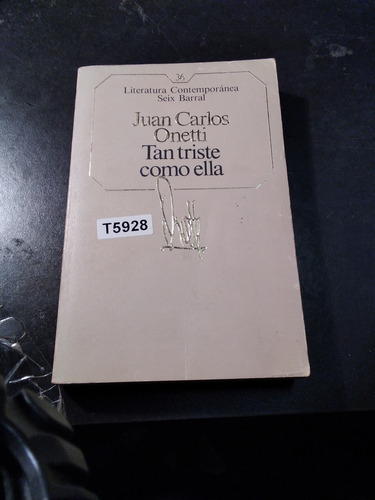 36
Literatura Contemporánea
Seix Barral
Juan Carlos
Onetti
Tan triste
como ella
T5928